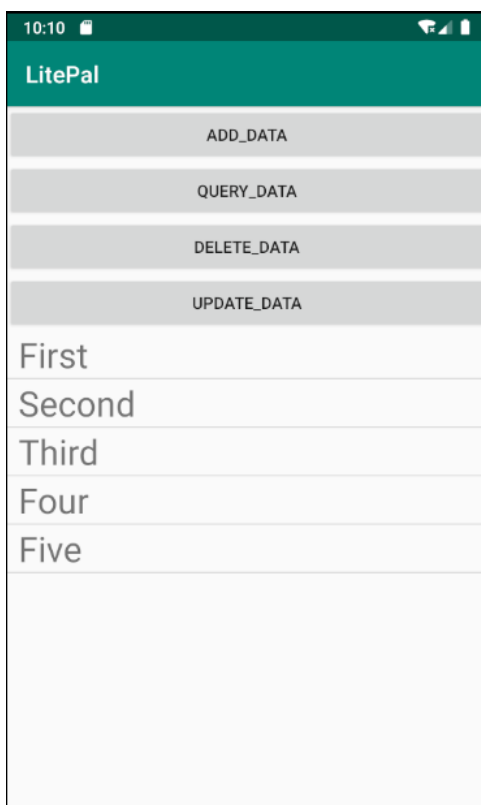 10:10
LitePal
ADD_DATA
QUERY_DATA
DELETE_DATA
UPDATE_DATA
First
Second
Third
Four
Five